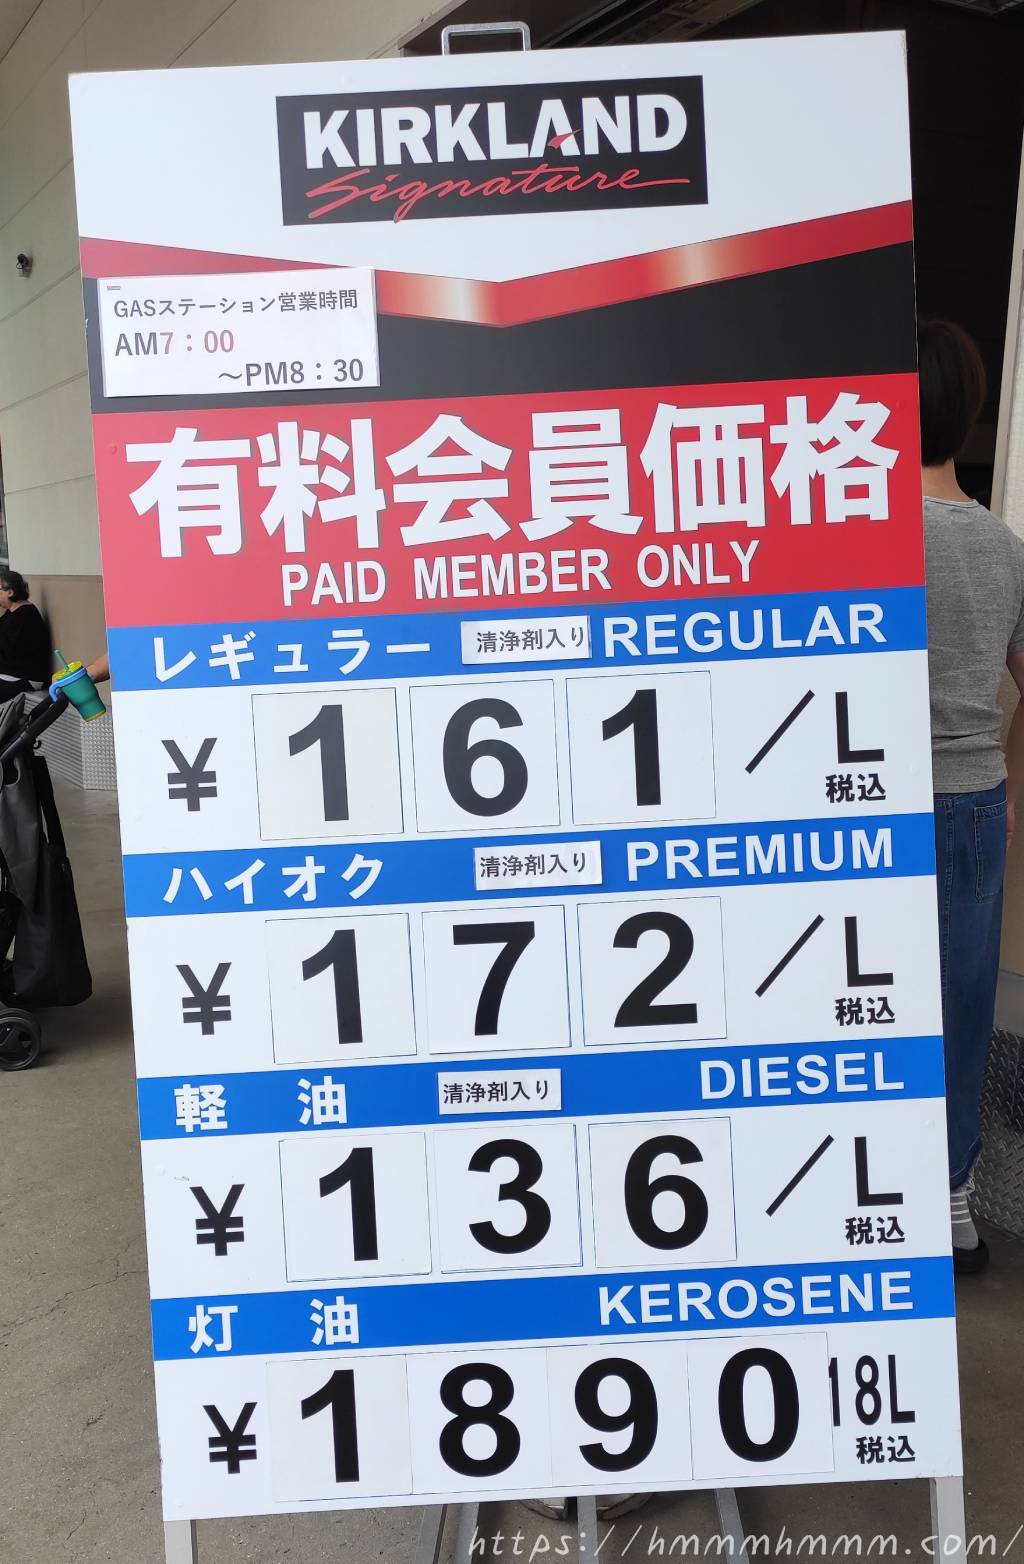 KIRKLAND
Signature
GASステーション営業時間
AM7：00
～PM8：30
有料会員価格
PAID MEMBER ONLY
レギュラー 清浄剤入り REGULAR
¥ 161 ／L
税込
ハイオク 清浄剤入り PREMIUM
¥ 172 ／L
税込
軽油 清浄剤入り DIESEL
¥ 136 ／L
税込
灯油 KEROSENE
¥ 1890 18L
税込
https://hmmmhmmm.com/